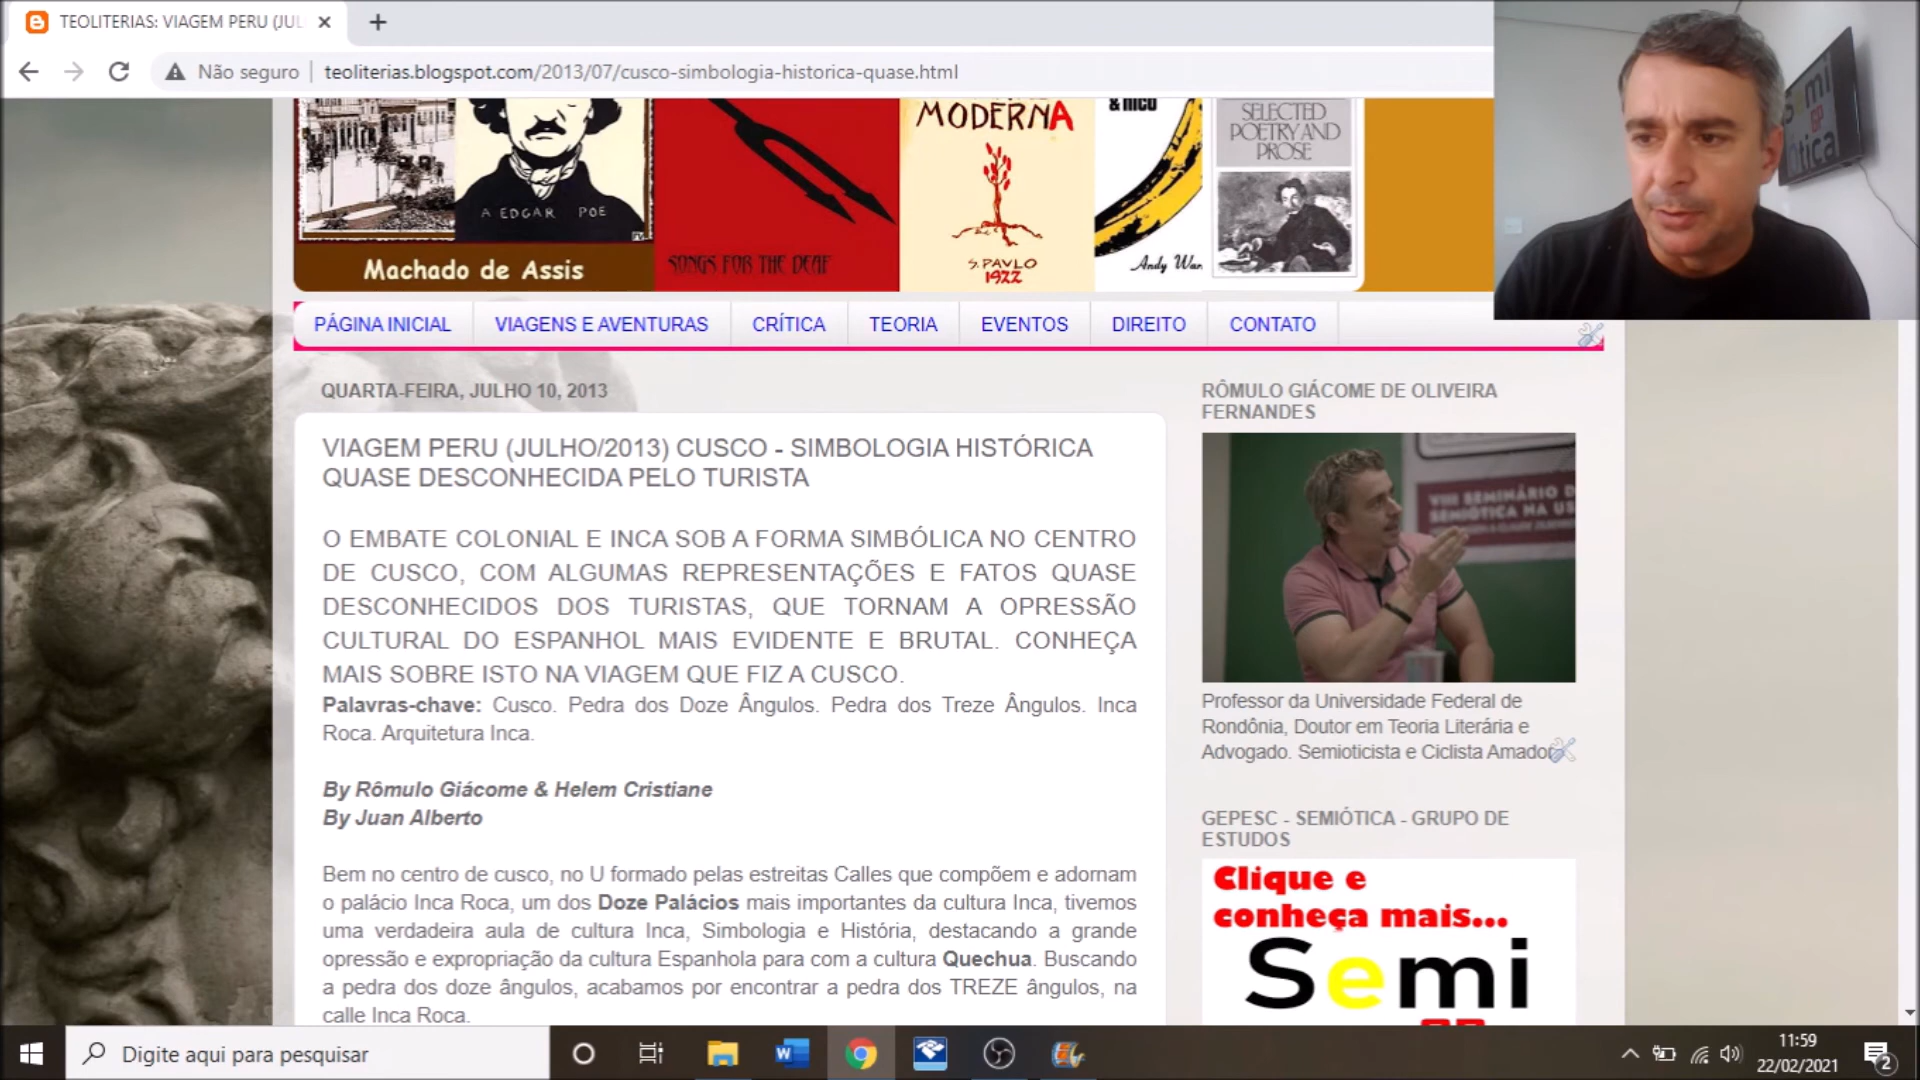 TEOLITERIAS: VIAGEM PERU (JUL
Não seguro
teoliterias.blogspot.com/2013/07/cusco-simbologia-historica-quase.html
MODERNA
& NICO
SELECTED
POETRY AND
PROSE
A EDGAR POE
SONGS FOR THE DEAF
S. PAVLO
1922
Andy War
Machado de Assis
PÁGINA INICIAL
VIAGENS E AVENTURAS
CRÍTICA
TEORIA
EVENTOS
DIREITO
CONTATO
QUARTA-FEIRA, JULHO 10, 2013
VIAGEM PERU (JULHO/2013) CUSCO - SIMBOLOGIA HISTÓRICA
QUASE DESCONHECIDA PELO TURISTA
O EMBATE COLONIAL E INCA SOB A FORMA SIMBÓLICA NO CENTRO
DE CUSCO, COM ALGUMAS REPRESENTAÇÕES E FATOS QUASE
DESCONHECIDOS DOS TURISTAS, QUE TORNAM A OPRESSÃO
CULTURAL DO ESPANHOL MAIS EVIDENTE E BRUTAL. CONHEÇA
MAIS SOBRE ISTO NA VIAGEM QUE FIZ A CUSCO.
Palavras-chave: Cusco. Pedra dos Doze Ângulos. Pedra dos Treze Ângulos. Inca
Roca. Arquitetura Inca.
By Rômulo Giácome & Helem Cristiane
By Juan Alberto
Bem no centro de cusco, no U formado pelas estreitas Calles que compõem e adornam
o palácio Inca Roca, um dos Doze Palácios mais importantes da cultura Inca, tivemos
uma verdadeira aula de cultura Inca, Simbologia e História, destacando a grande
opressão e expropriação da cultura Espanhola para com a cultura Quechua. Buscando
a pedra dos doze ângulos, acabamos por encontrar a pedra dos TREZE ângulos, na
calle Inca Roca.
RÔMULO GIÁCOME DE OLIVEIRA
FERNANDES
VIII SEMINÁRIO D
SEMIÓTICA NA US
Professor da Universidade Federal de
Rondônia, Doutor em Teoria Literária e
Advogado. Semioticista e Ciclista Amador
GEPESC - SEMIÓTICA - GRUPO DE
ESTUDOS
Clique e
conheça mais...
Semi
Semi
ótica
Digite aqui para pesquisar
11:59
22/02/2021
2